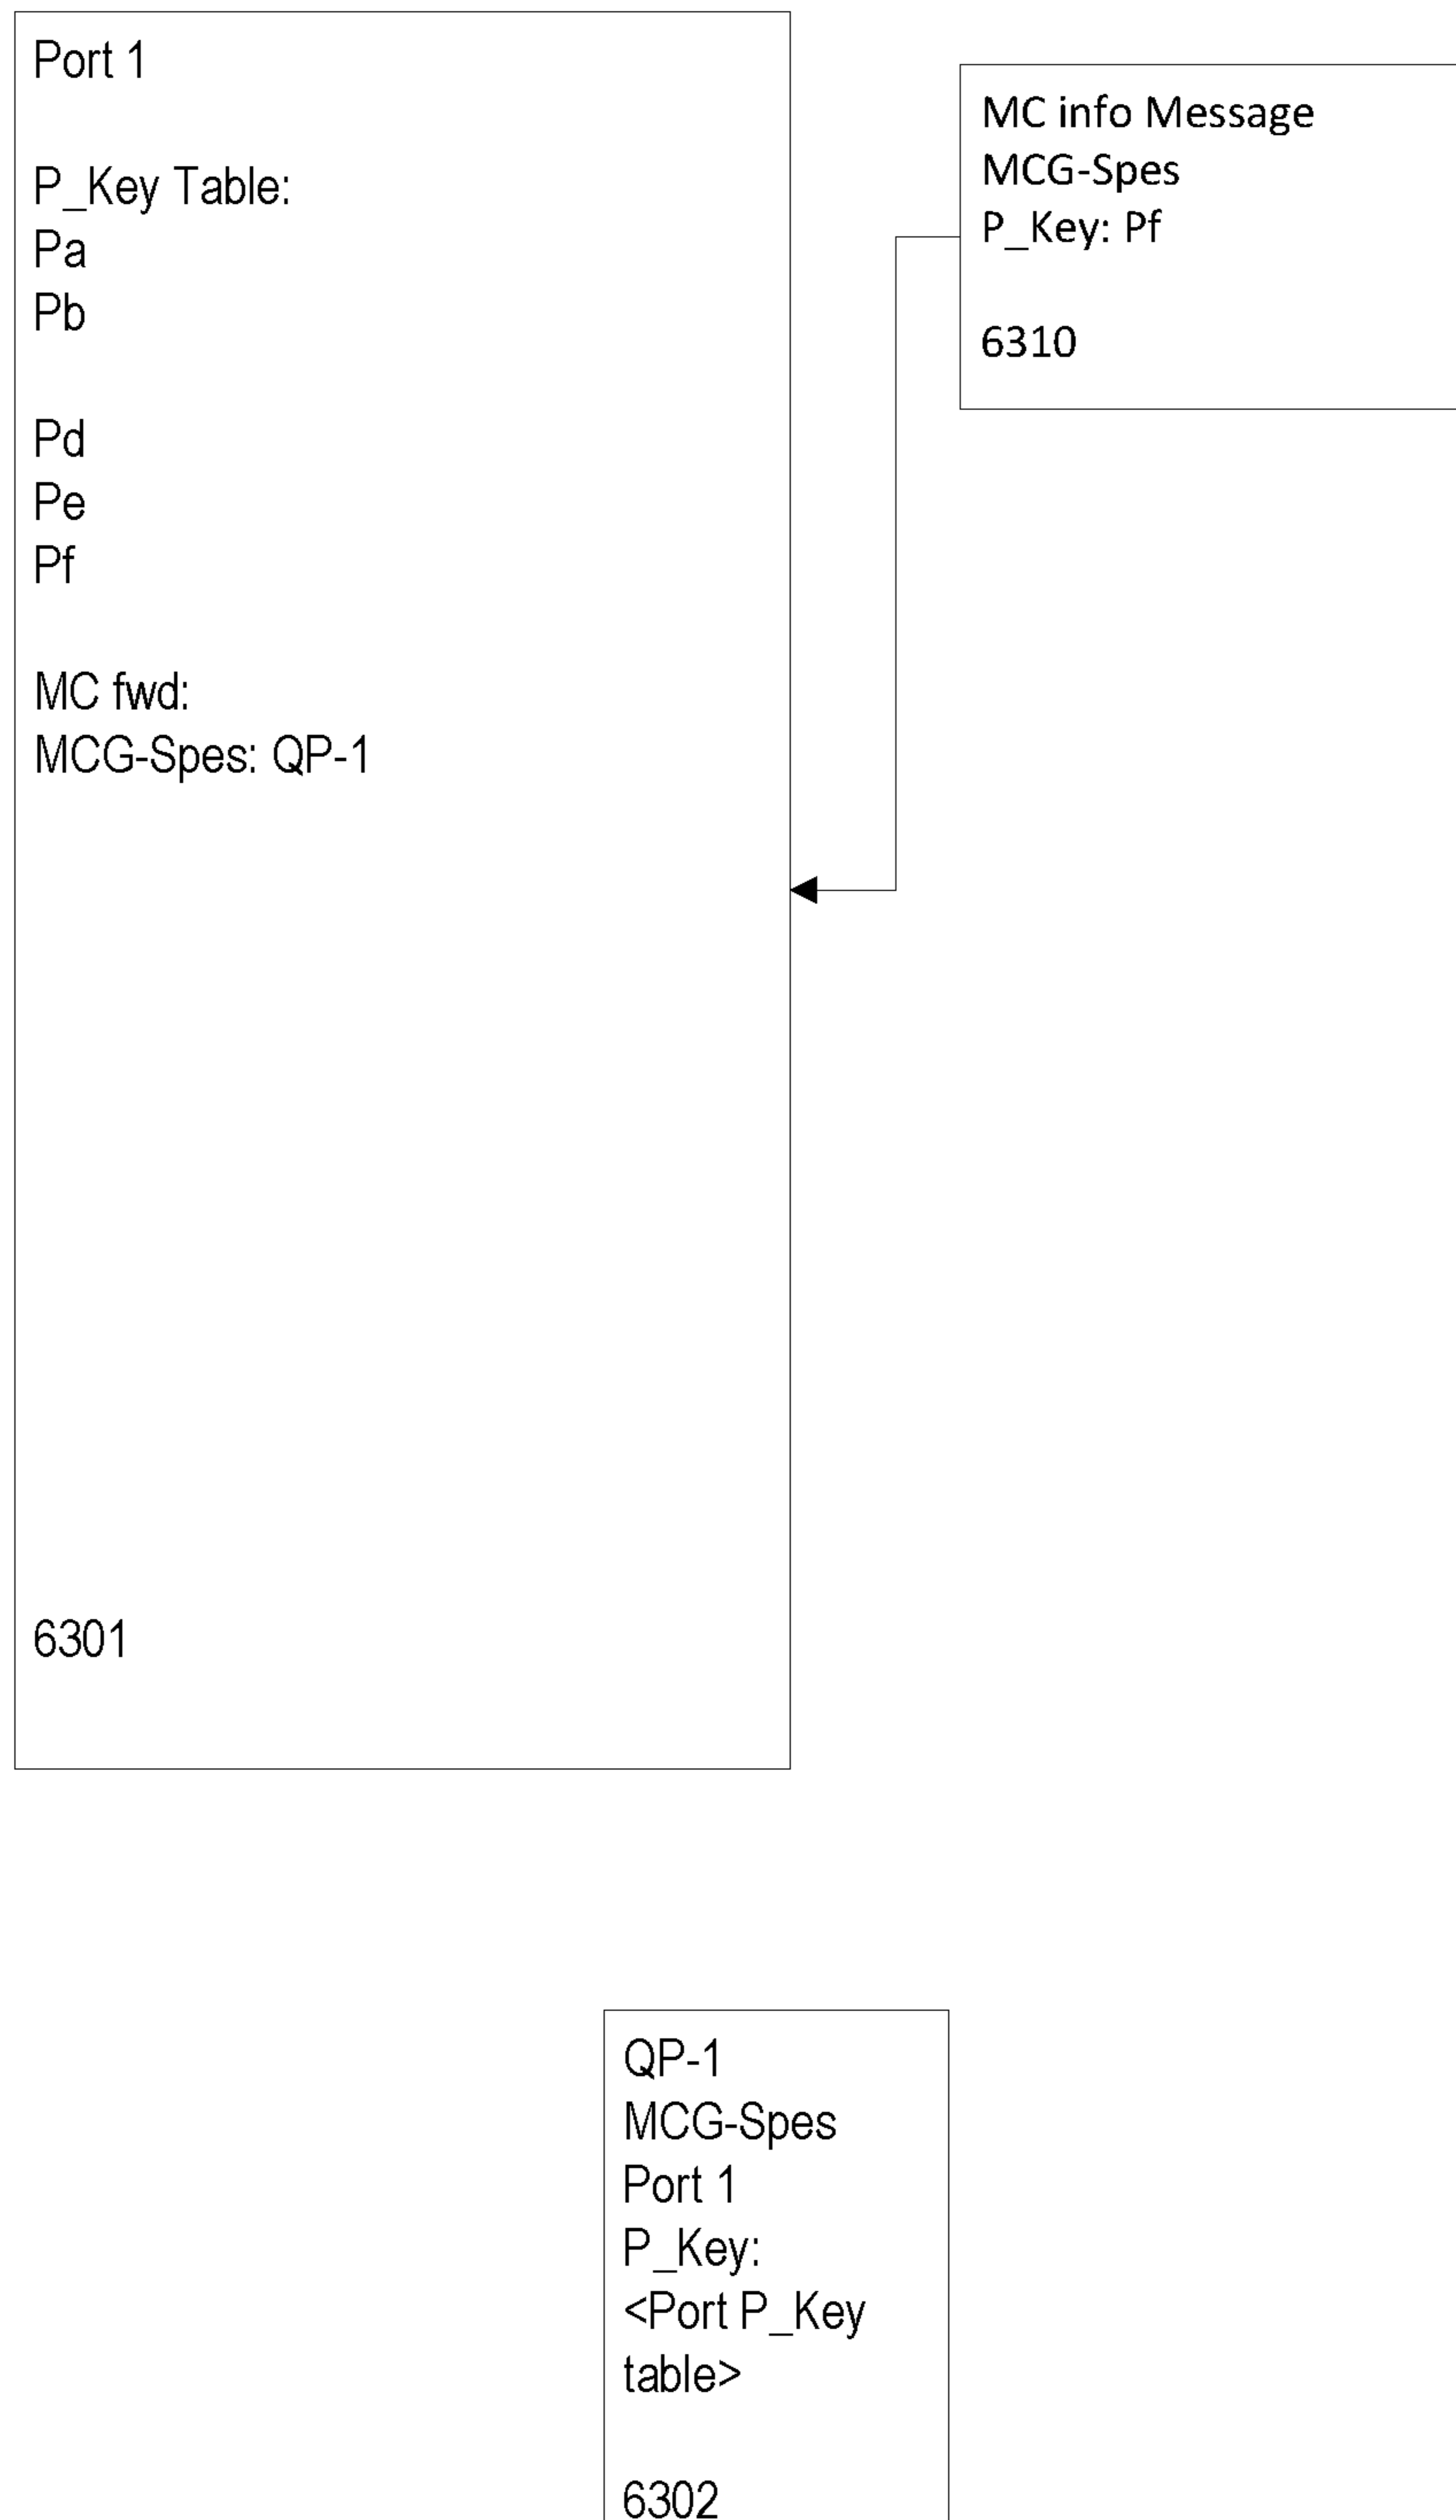 Port 1
P_Key Table:
Pa
Pb
Pd
Pe
Pf
MC fwd:
MCG-Spes: QP-1
6301
MC info Message
MCG-Spes
P_Key: Pf
6310
QP-1
MCG-Spes
Port 1
P_Key:
<Port P_Key
table>
6302